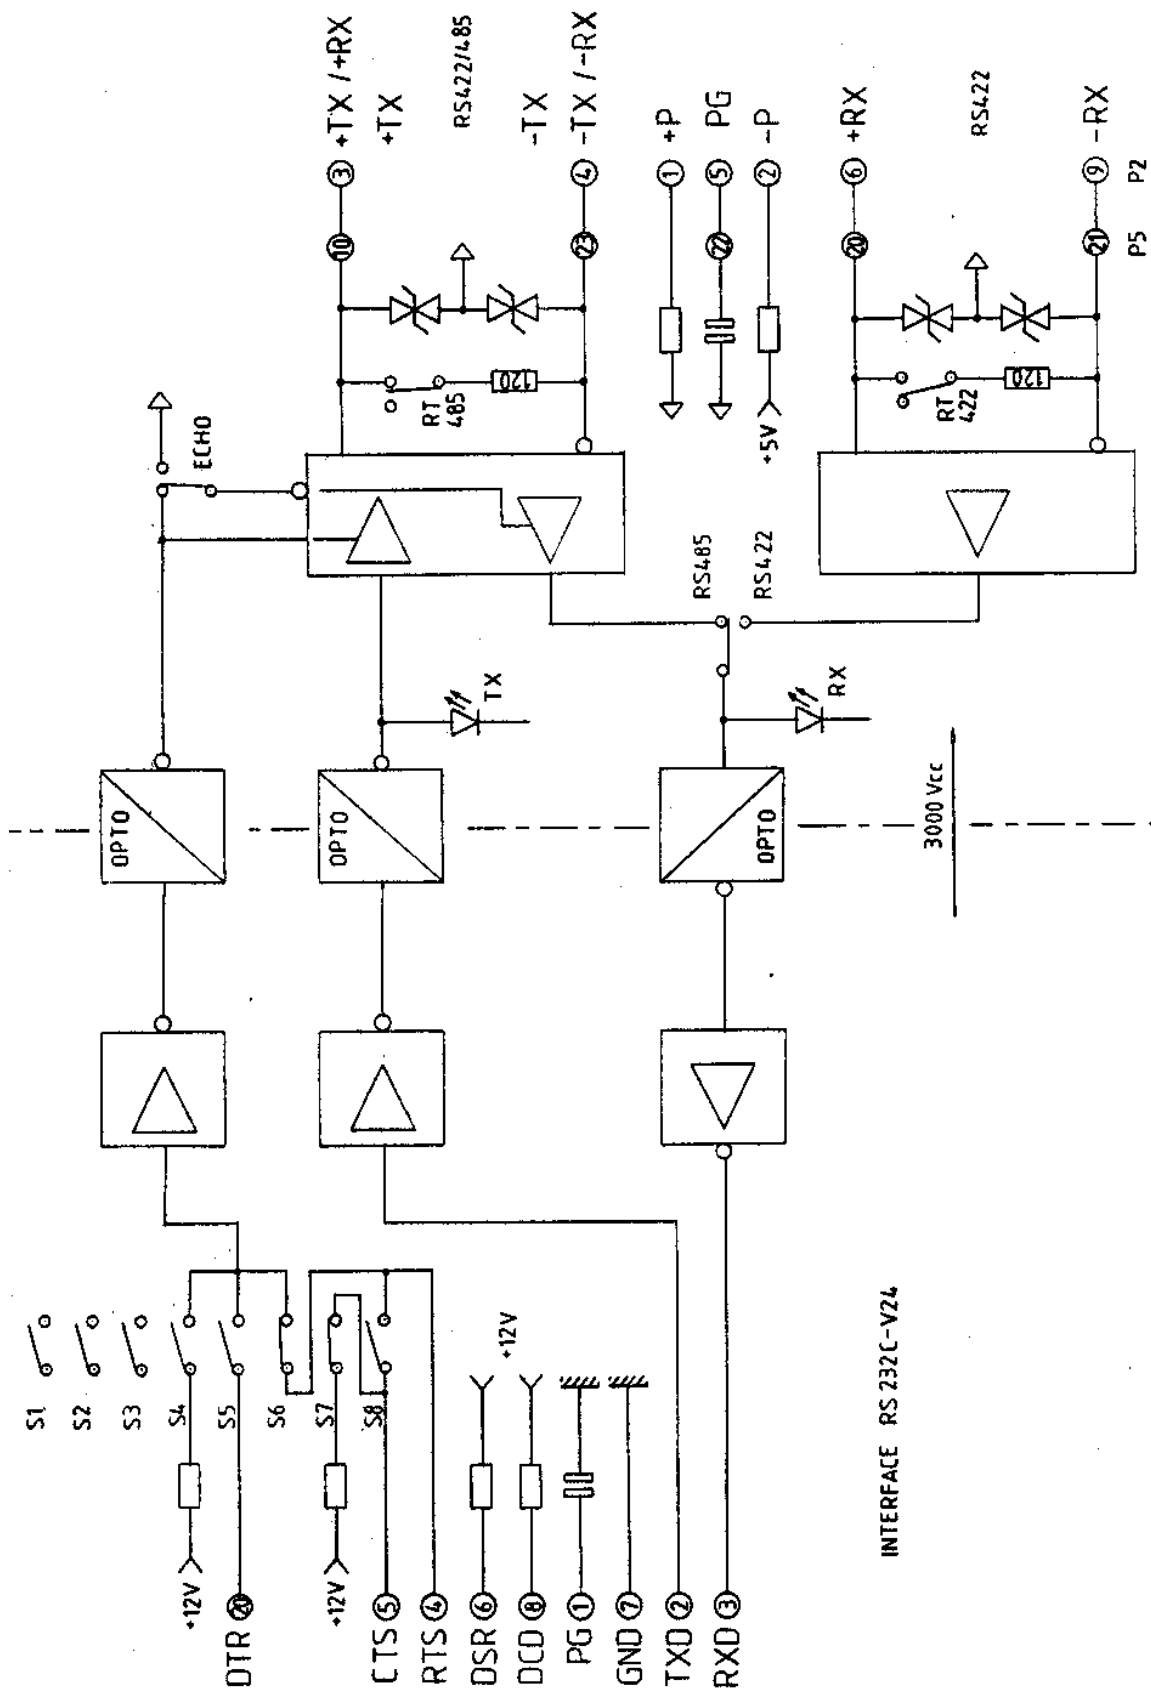 S1
S2
S3
S4
S5
S6
S7
S8
+12V
DTR 20
+12V
CTS 5
RTS 4
DSR 6
DCD 8
+12V
PG 1
GND 7
TXD 2
RXD 3
INTERFACE RS 232C-V24
OPTO
OPTO
OPTO
3000 Vcc
TX
RX
ECHO
RS485
RS422
RT 485
120
10 3 +TX / +RX
+TX
RS422/485
-TX
23 4 -TX / -RX
1 +P
22 5 PG
+5V 2 -P
20 6 +RX
RT 422
120
RS422
21 9 -RX
P5 P2